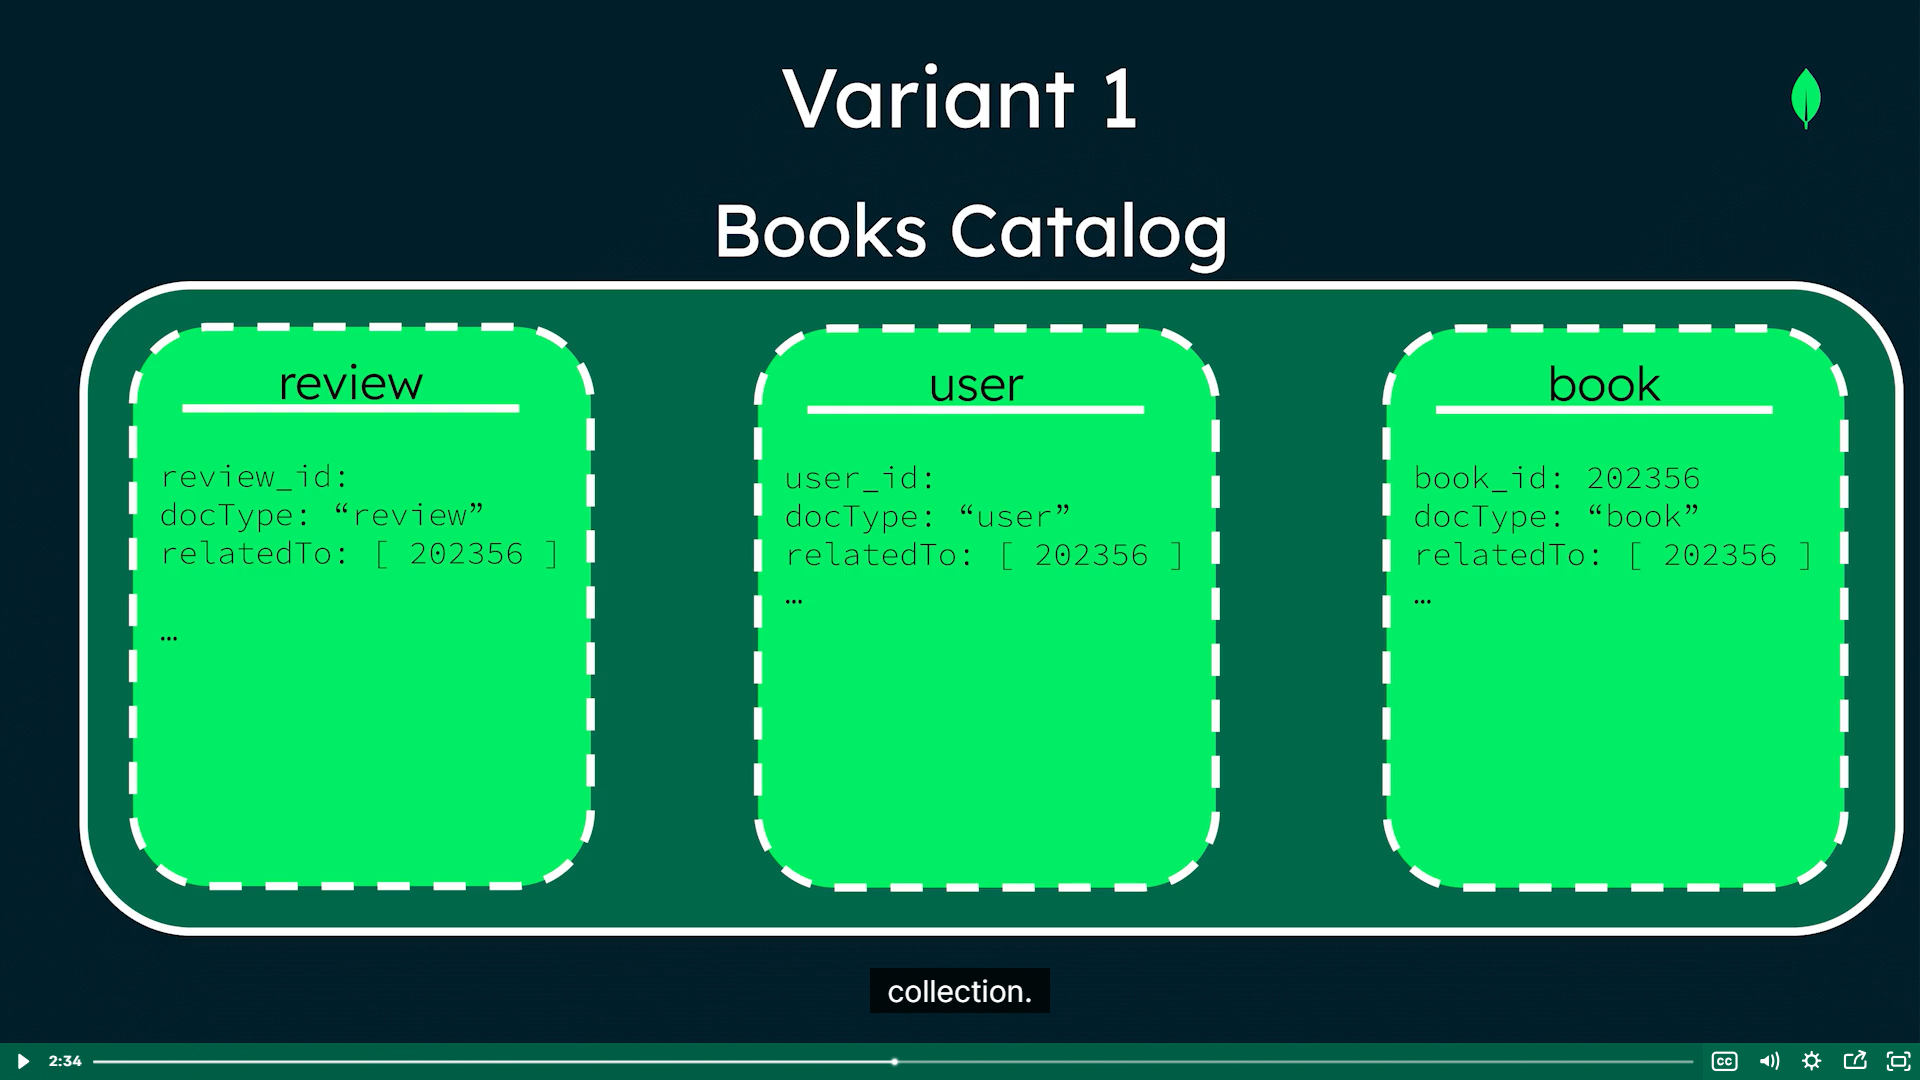 Variant 1
Books Catalog
review
review_id:
docType: “review”
relatedTo: [ 202356 ]
…
user
user_id:
docType: “user”
relatedTo: [ 202356 ]
…
book
book_id: 202356
docType: “book”
relatedTo: [ 202356 ]
…
collection.
2:34
CC